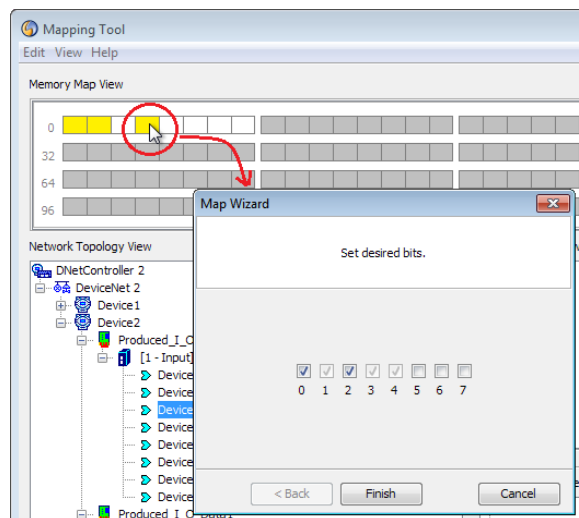 Mapping Tool
Edit View Help
Memory Map View
0
32
64
96
Map Wizard
Set desired bits.
0 1 2 3 4 5 6 7
< Back Finish Cancel
Network Topology View
DNetController 2
DeviceNet 2
Device1
Device2
Produced_I_O
[1 - Input]
Device
Device
Device
Device
Device
Device
Device
Device
Produced_I_O_Data1